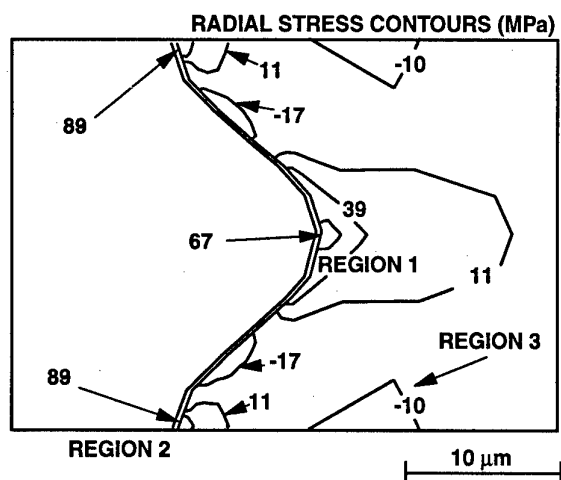 RADIAL STRESS CONTOURS (MPa)
11
-10
89
-17
39
67
REGION 1
11
REGION 3
-17
89
11
-10
REGION 2
10 μm